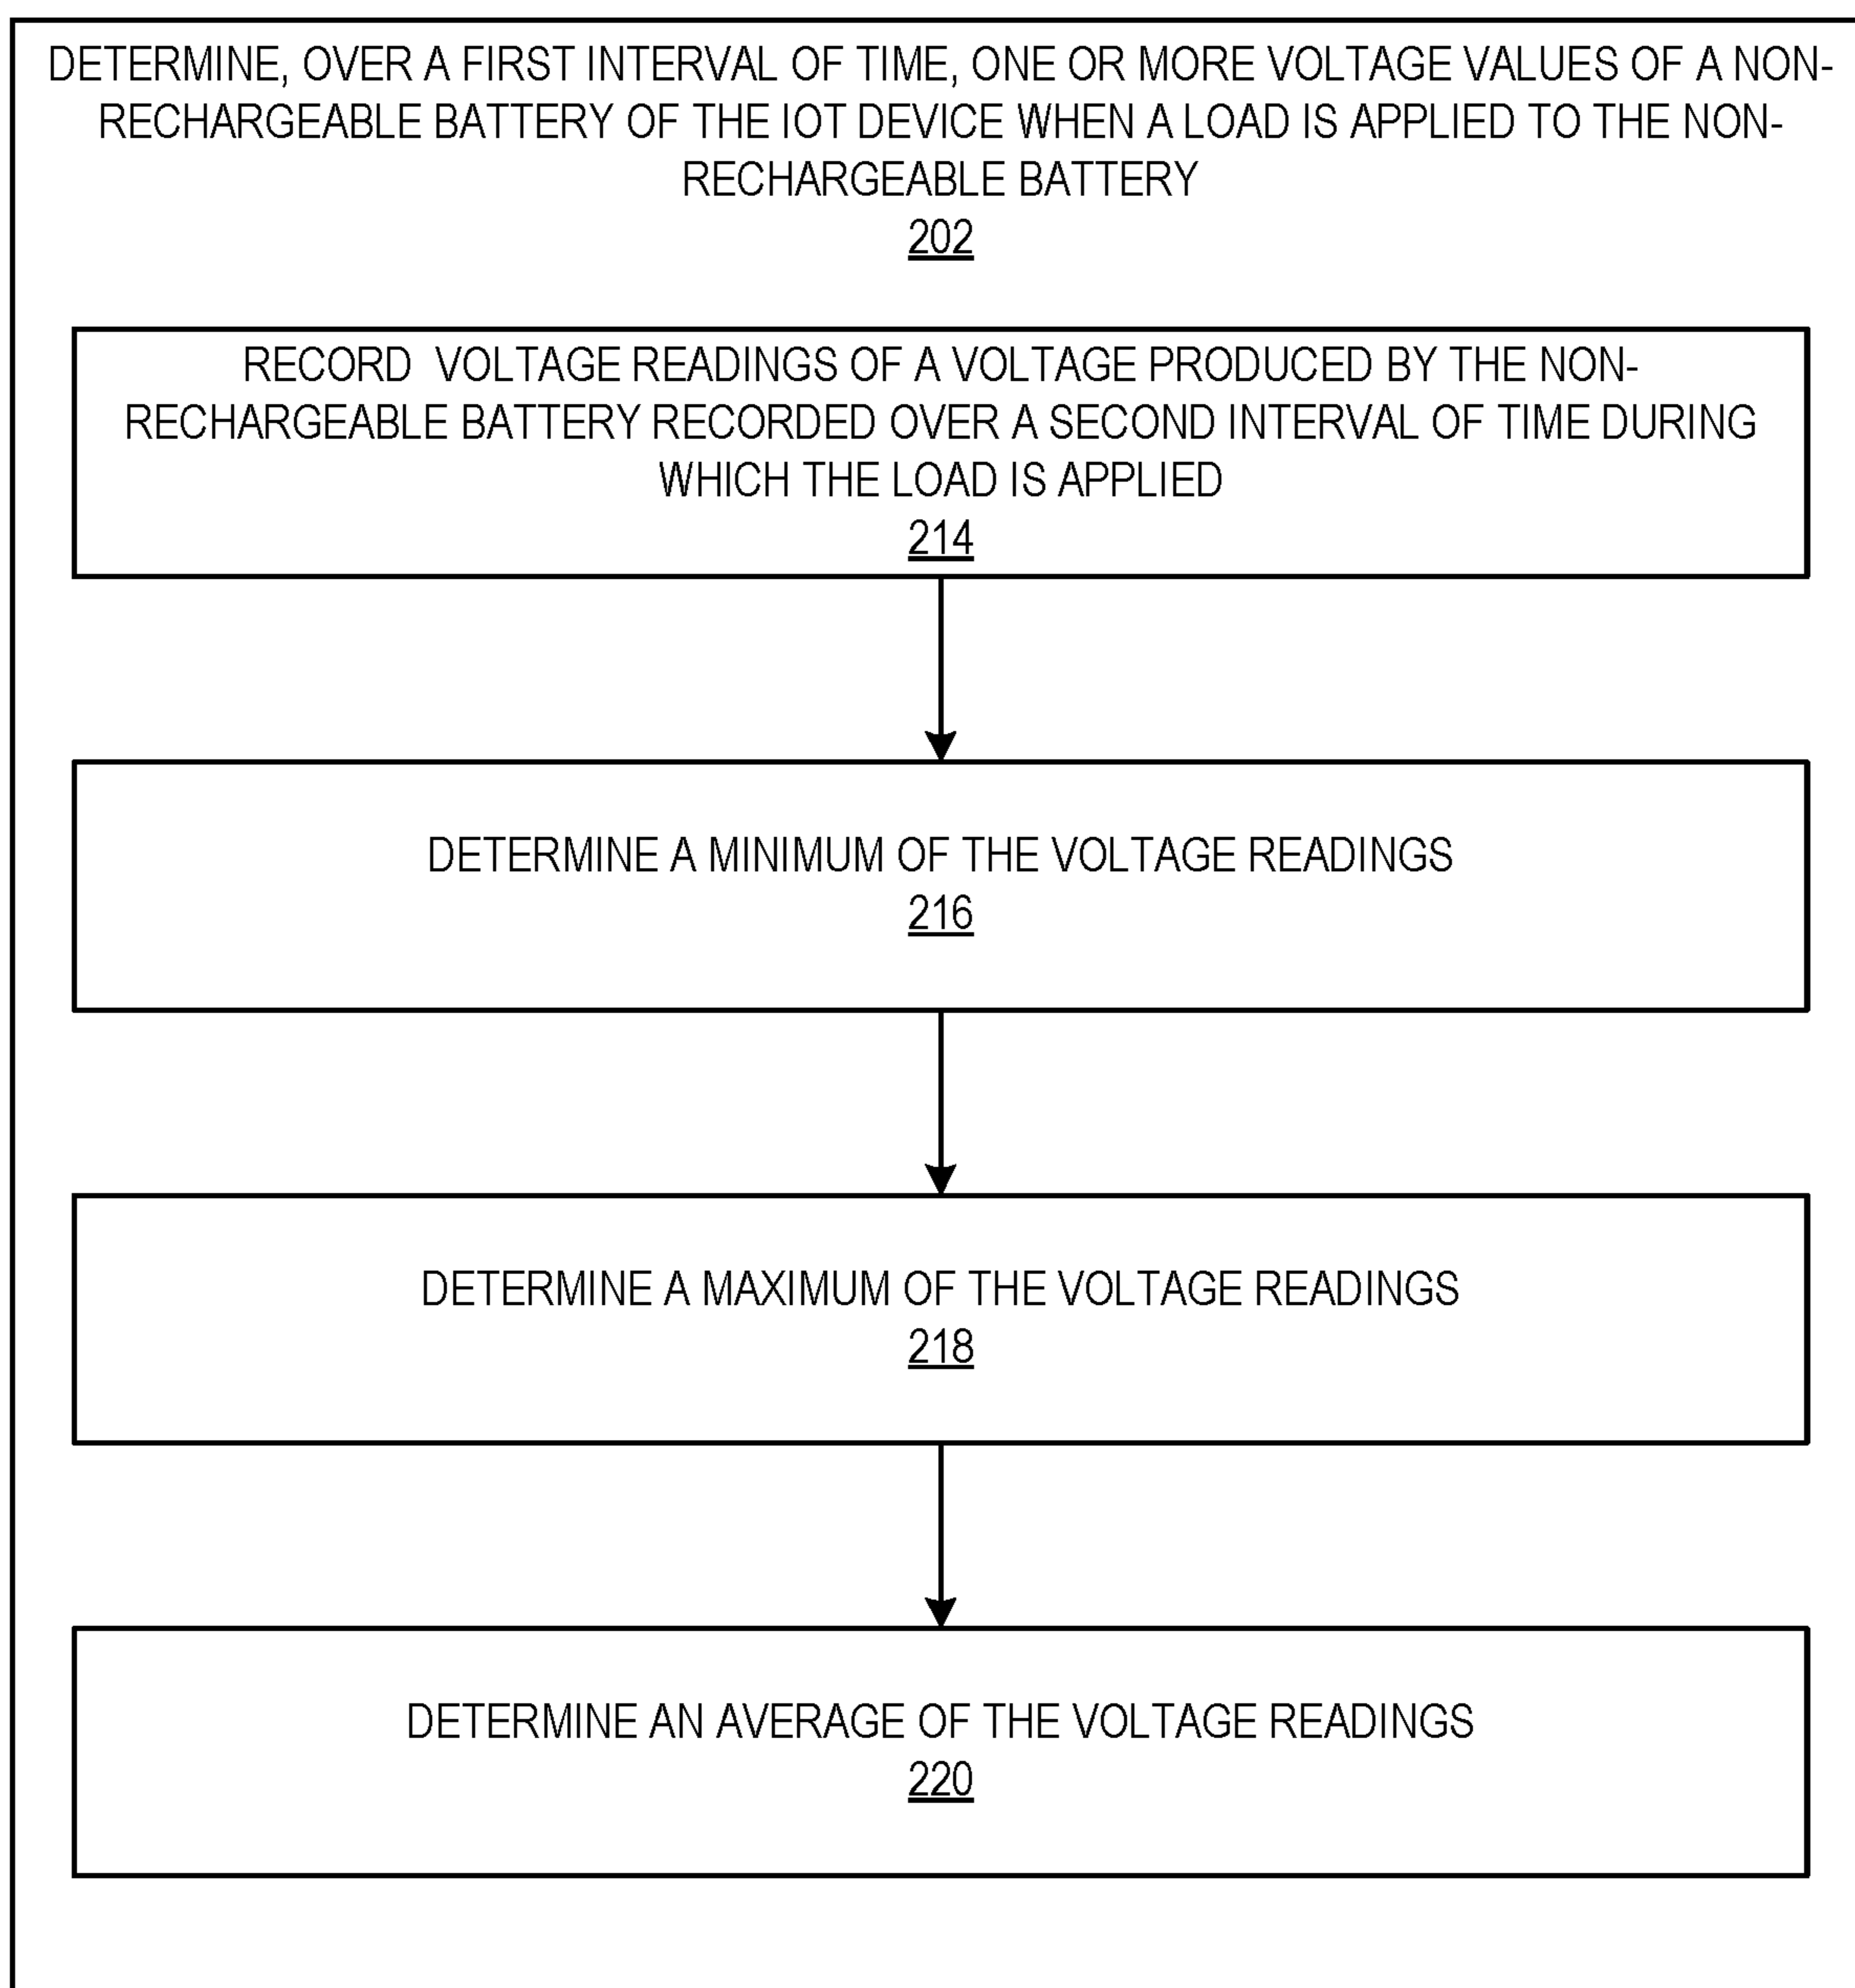 DETERMINE, OVER A FIRST INTERVAL OF TIME, ONE OR MORE VOLTAGE VALUES OF A NON-
RECHARGEABLE BATTERY OF THE IOT DEVICE WHEN A LOAD IS APPLIED TO THE NON-
RECHARGEABLE BATTERY
202
RECORD VOLTAGE READINGS OF A VOLTAGE PRODUCED BY THE NON-
RECHARGEABLE BATTERY RECORDED OVER A SECOND INTERVAL OF TIME DURING
WHICH THE LOAD IS APPLIED
214
DETERMINE A MINIMUM OF THE VOLTAGE READINGS
216
DETERMINE A MAXIMUM OF THE VOLTAGE READINGS
218
DETERMINE AN AVERAGE OF THE VOLTAGE READINGS
220